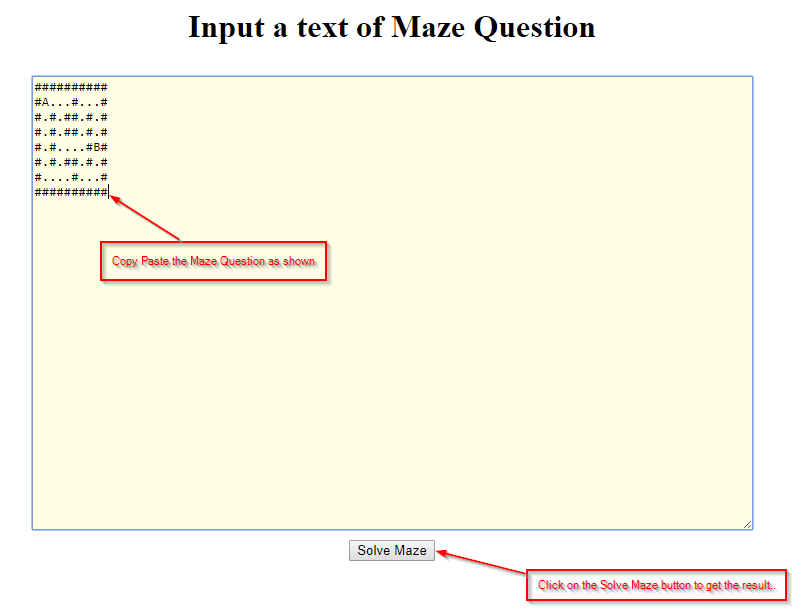 Input a text of Maze Question
##########
#A...#...#
#.#.##.#.#
#.#.##.#.#
#.#....#B#
#.#.##.#.#
#....#...#
##########
Copy Paste the Maze Question as shown
Solve Maze
Click on the Solve Maze button to get the result..